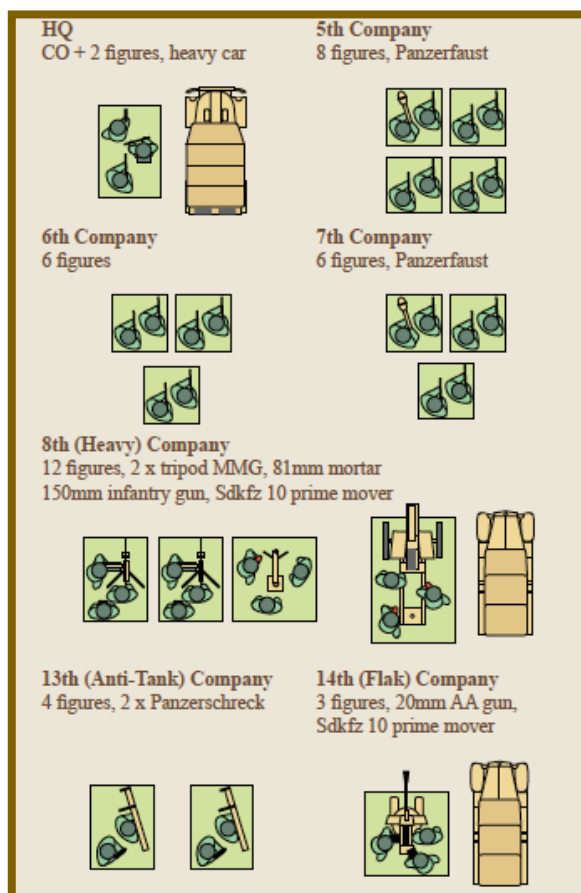 HQ
CO + 2 figures, heavy car
5th Company
8 figures, Panzerfaust
6th Company
6 figures
7th Company
6 figures, Panzerfaust
8th (Heavy) Company
12 figures, 2 x tripod MMG, 81mm mortar
150mm infantry gun, Sdkfz 10 prime mover
13th (Anti-Tank) Company
4 figures, 2 x Panzerschreck
14th (Flak) Company
3 figures, 20mm AA gun,
Sdkfz 10 prime mover